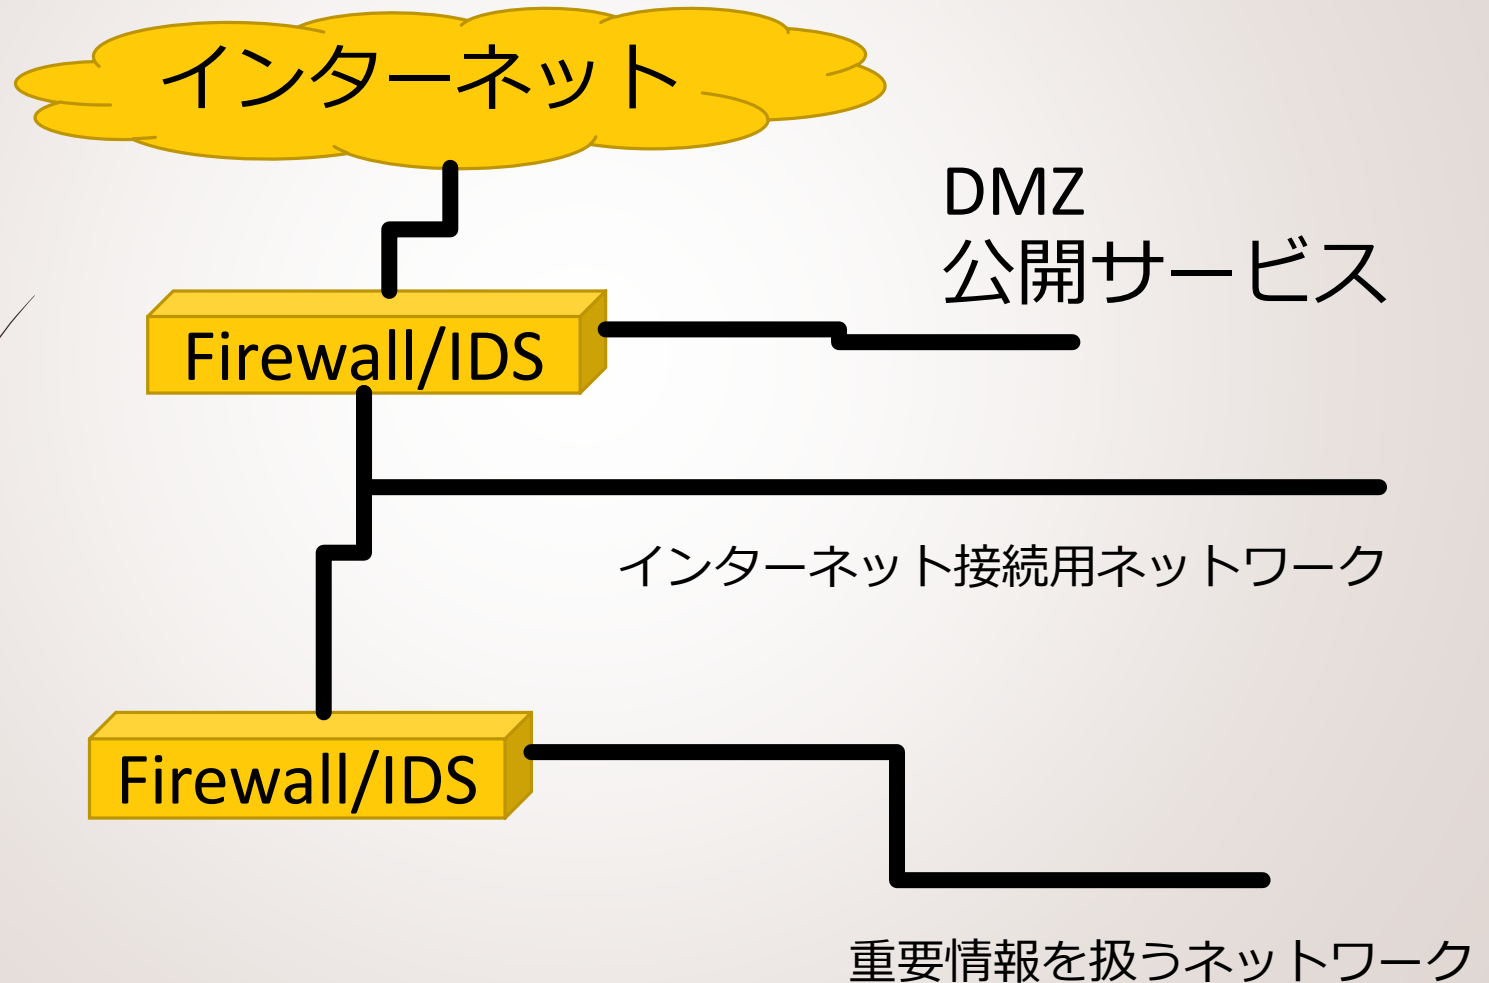 インターネット
DMZ
公開サービス
Firewall/IDS
インターネット接続用ネットワーク
Firewall/IDS
重要情報を扱うネットワーク